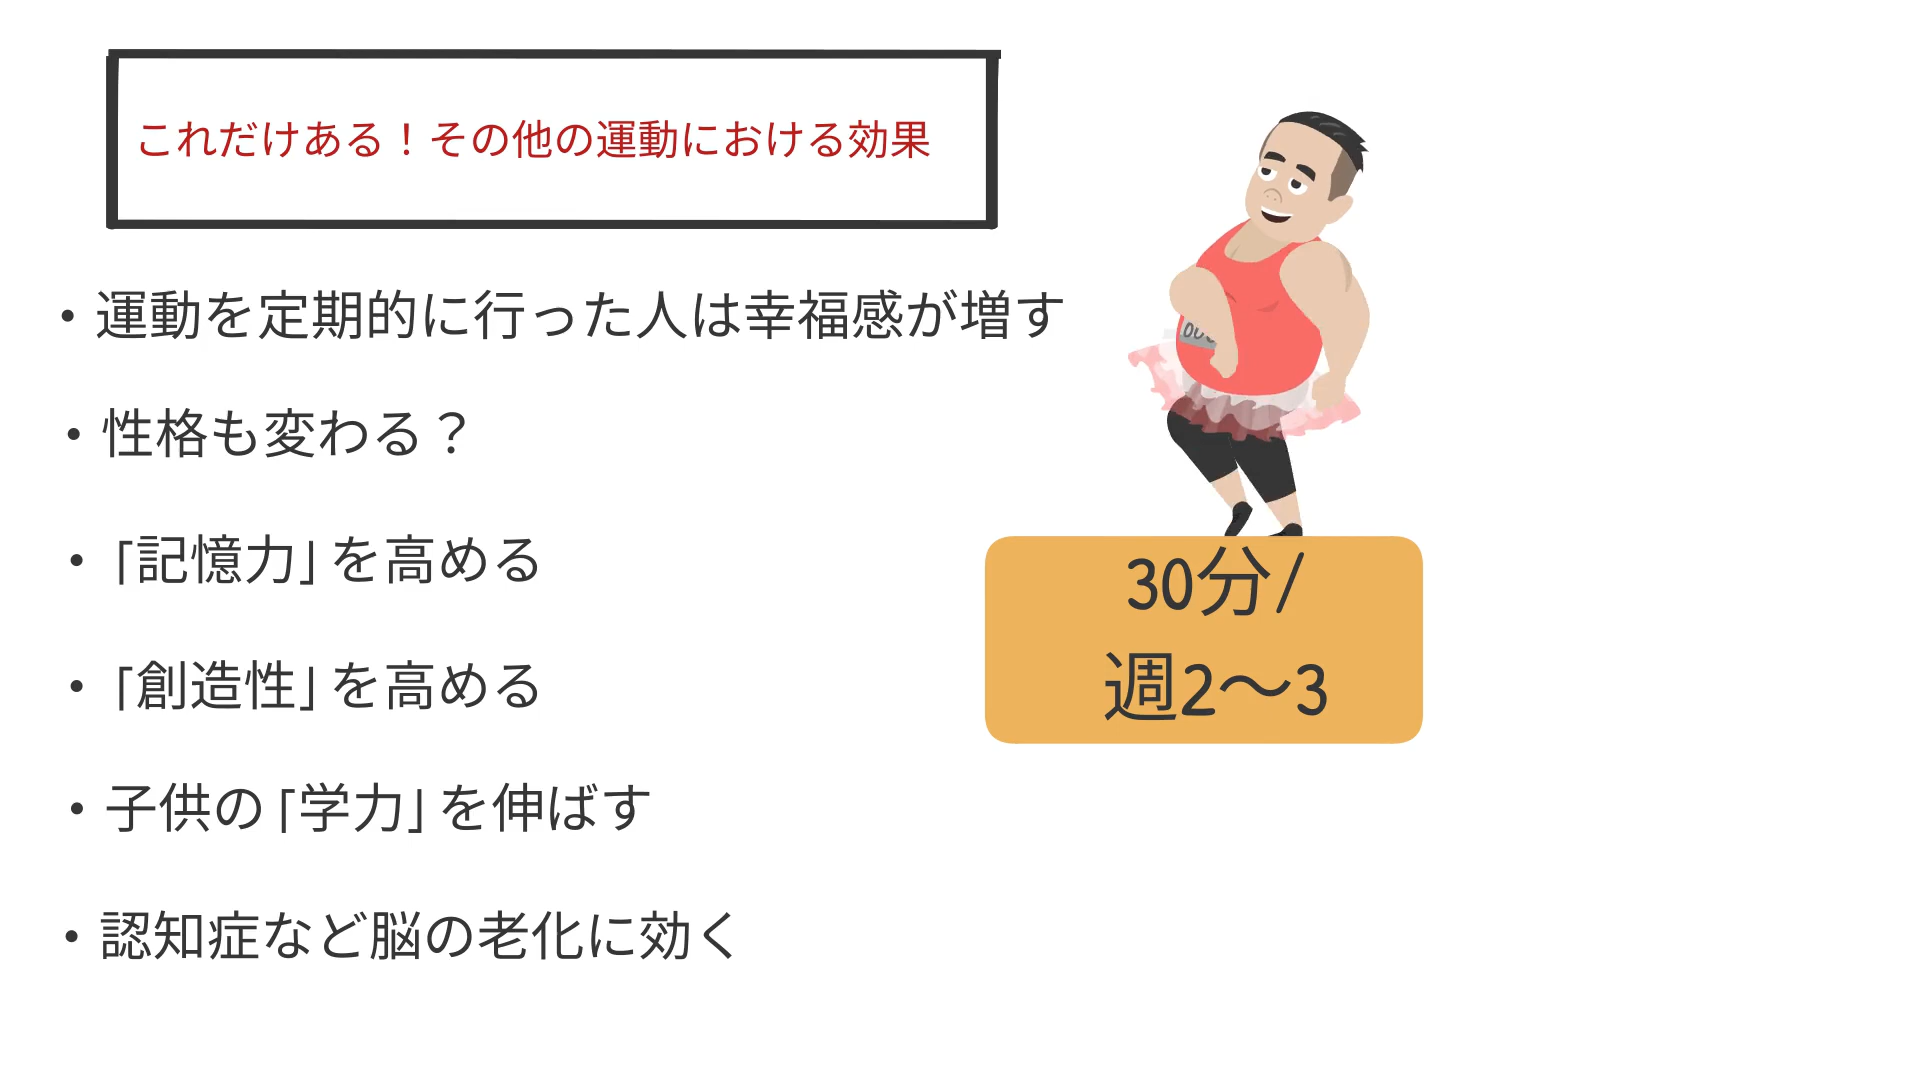 これだけある！その他の運動における効果
・運動を定期的に行った人は幸福感が増す
・性格も変わる？
・「記憶力」を高める
・「創造性」を高める
・子供の「学力」を伸ばす
・認知症など脳の老化に効く
30分/
週2〜3